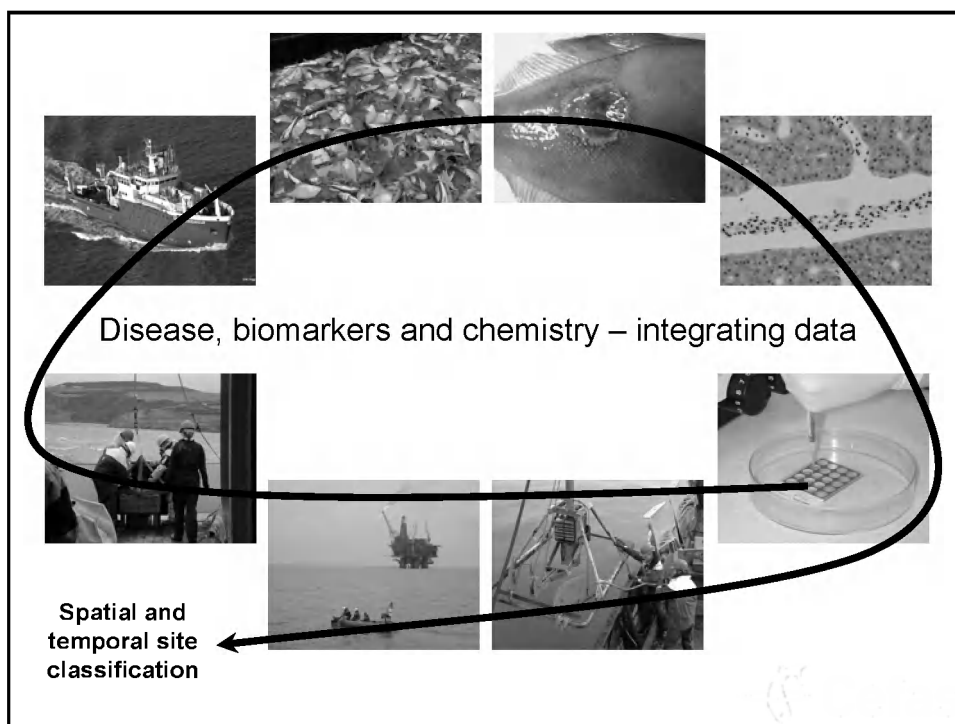 Disease, biomarkers and chemistry – integrating data
Spatial and
temporal site
classification